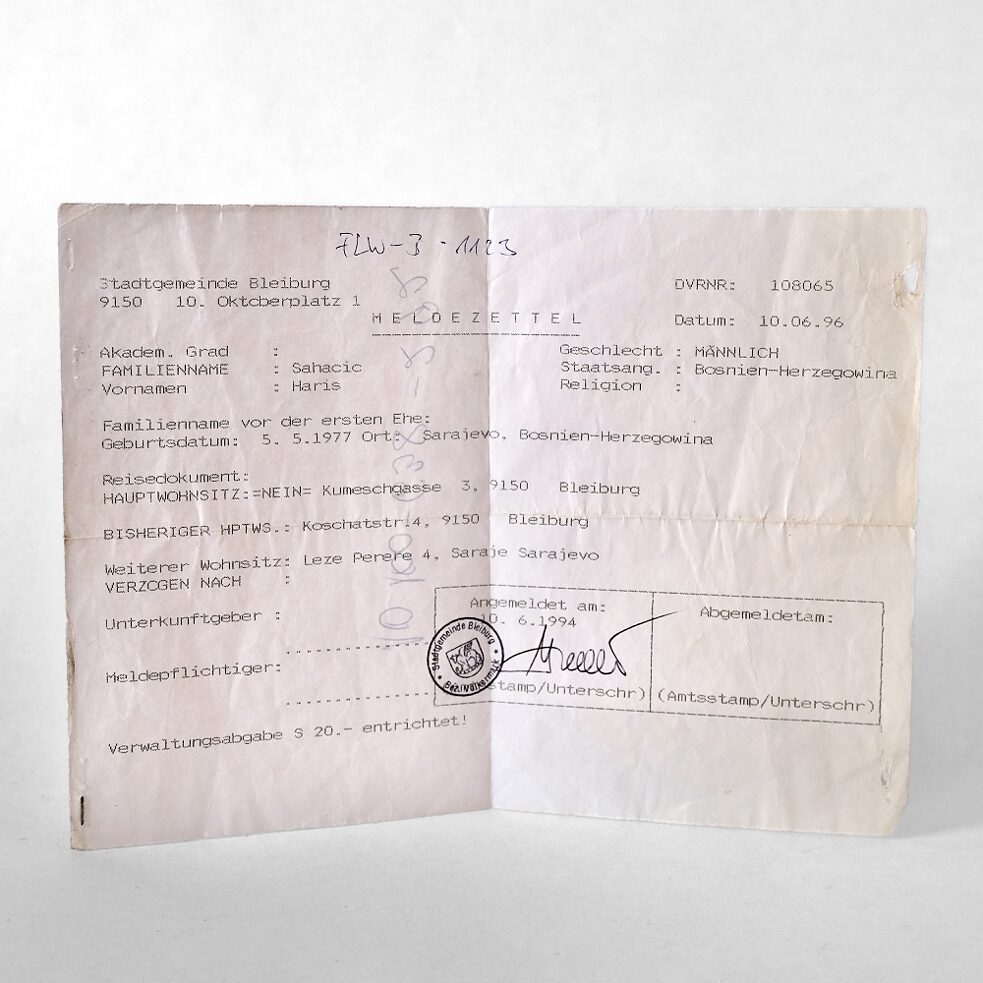 FLW-3-1123
Stadtgemeinde Bleiburg
9150 10. Oktoberplatz 1
DVRNR: 108065
MELDEZETTEL
Datum: 10.06.96
Akadem. Grad :
FAMILIENNAME : Sahacic
Vornamen : Haris
Geschlecht : MÄNNLICH
Staatsang. : Bosnien-Herzegowina
Religion :
Familienname vor der ersten Ehe:
Geburtsdatum: 5. 5.1977 Ort: Sarajevo, Bosnien-Herzegowina
Reisedokument:
HAUPTWOHNSITZ:=NEIN= Kumeschgasse 3, 9150 Bleiburg
BISHERIGER HPTWS.: Koschatstr.4, 9150 Bleiburg
Weiterer Wohnsitz: Leze Perere 4, Saraje Sarajevo
VERZOGEN NACH :
Unterkunftgeber :
Meldepflichtiger:
Angemeldet am:
10. 6.1994
stamp/Unterschr)
Abgemeldetam:
(Amtsstamp/Unterschr)
Stadtgemeinde Bleiburg
Bez. Völkermarkt
Verwaltungsabgabe S 20.- entrichtet!